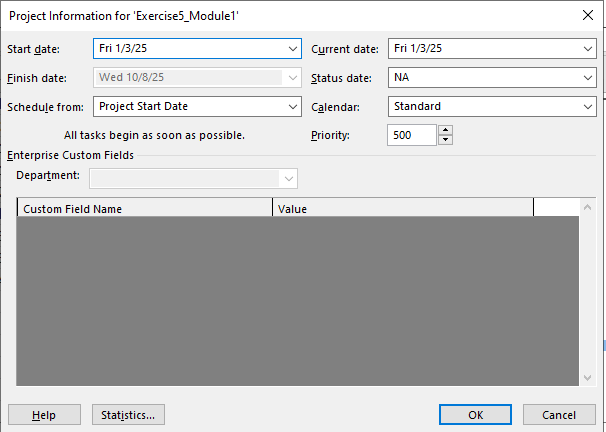 Project Information for 'Exercise5_Module1'
Start date: Fri 1/3/25 Current date: Fri 1/3/25
Finish date: Wed 10/8/25 Status date: NA
Schedule from: Project Start Date Calendar: Standard
All tasks begin as soon as possible. Priority: 500
Enterprise Custom Fields
Department:
Custom Field Name Value
Help Statistics... OK Cancel